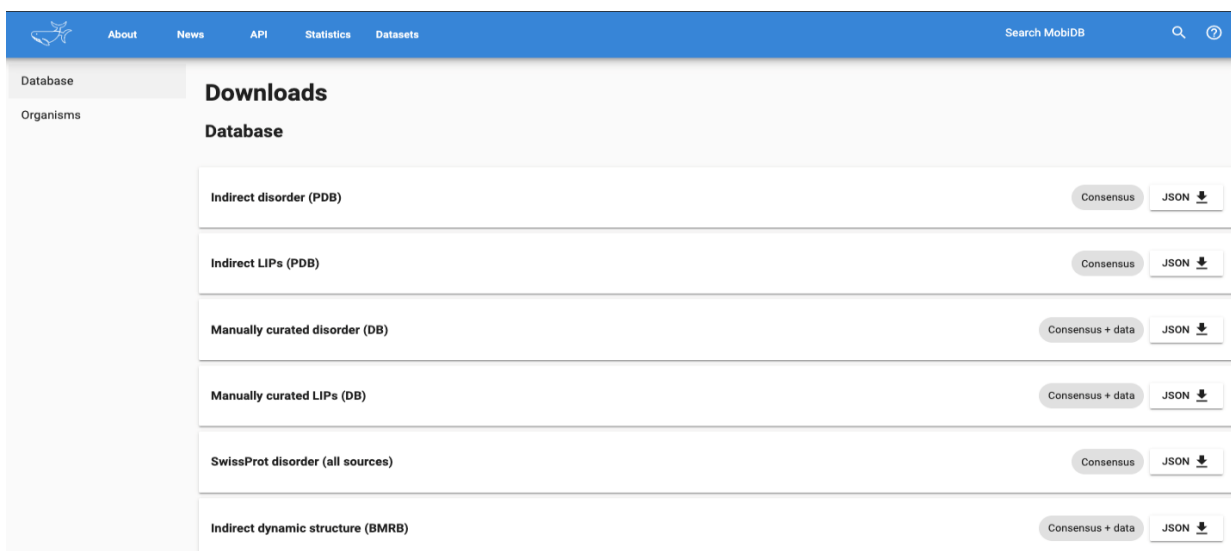 About News API Statistics Datasets Search MobiDB
Database
Organisms
Downloads
Database
Indirect disorder (PDB) Consensus JSON
Indirect LIPs (PDB) Consensus JSON
Manually curated disorder (DB) Consensus + data JSON
Manually curated LIPs (DB) Consensus + data JSON
SwissProt disorder (all sources) Consensus JSON
Indirect dynamic structure (BMRB) Consensus + data JSON